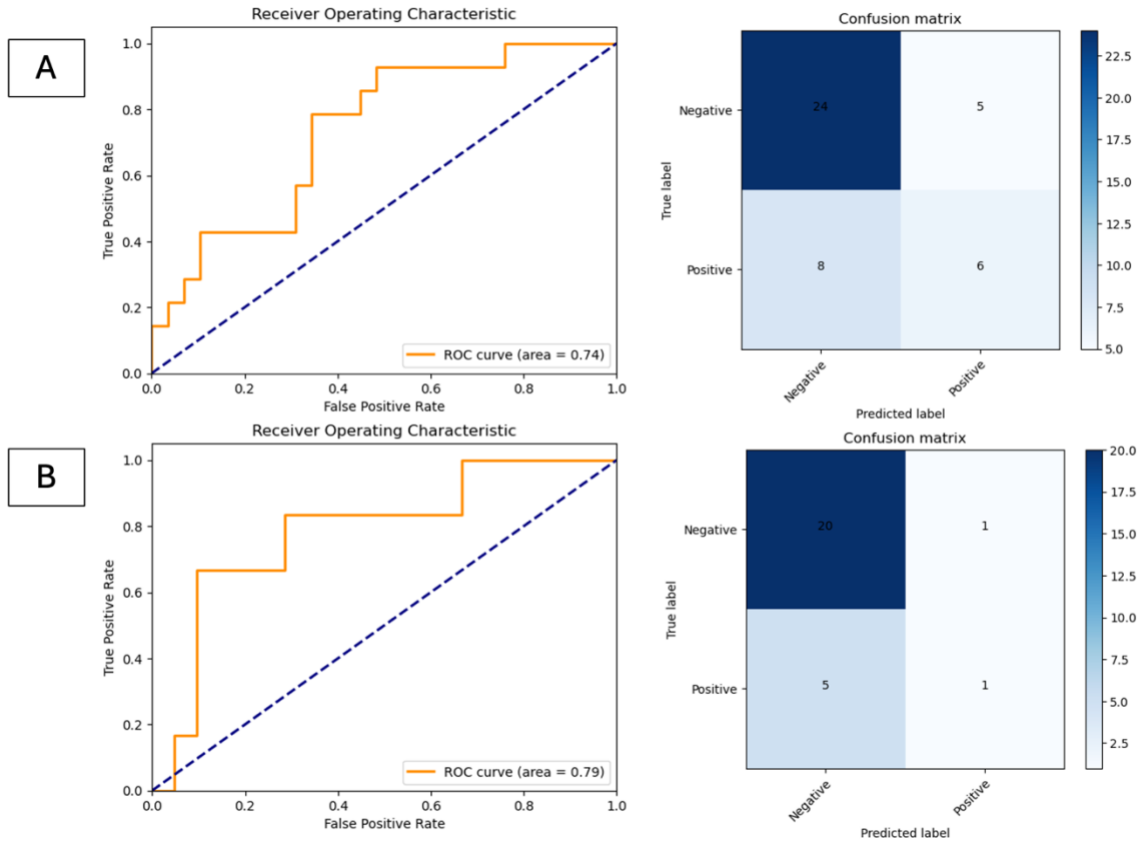 A
Receiver Operating Characteristic
1.0
0.8
0.6
0.4
0.2
0.0
True Positive Rate
ROC curve (area = 0.74)
0.0 0.2 0.4 0.6 0.8 1.0
False Positive Rate
Confusion matrix
Negative 24 5
Positive 8 6
True label
Negative Positive
Predicted label
22.5
20.0
17.5
15.0
12.5
10.0
7.5
5.0
B
Receiver Operating Characteristic
1.0
0.8
0.6
0.4
0.2
0.0
True Positive Rate
ROC curve (area = 0.79)
0.0 0.2 0.4 0.6 0.8 1.0
False Positive Rate
Confusion matrix
Negative 20 1
Positive 5 1
True label
Negative Positive
Predicted label
20.0
17.5
15.0
12.5
10.0
7.5
5.0
2.5